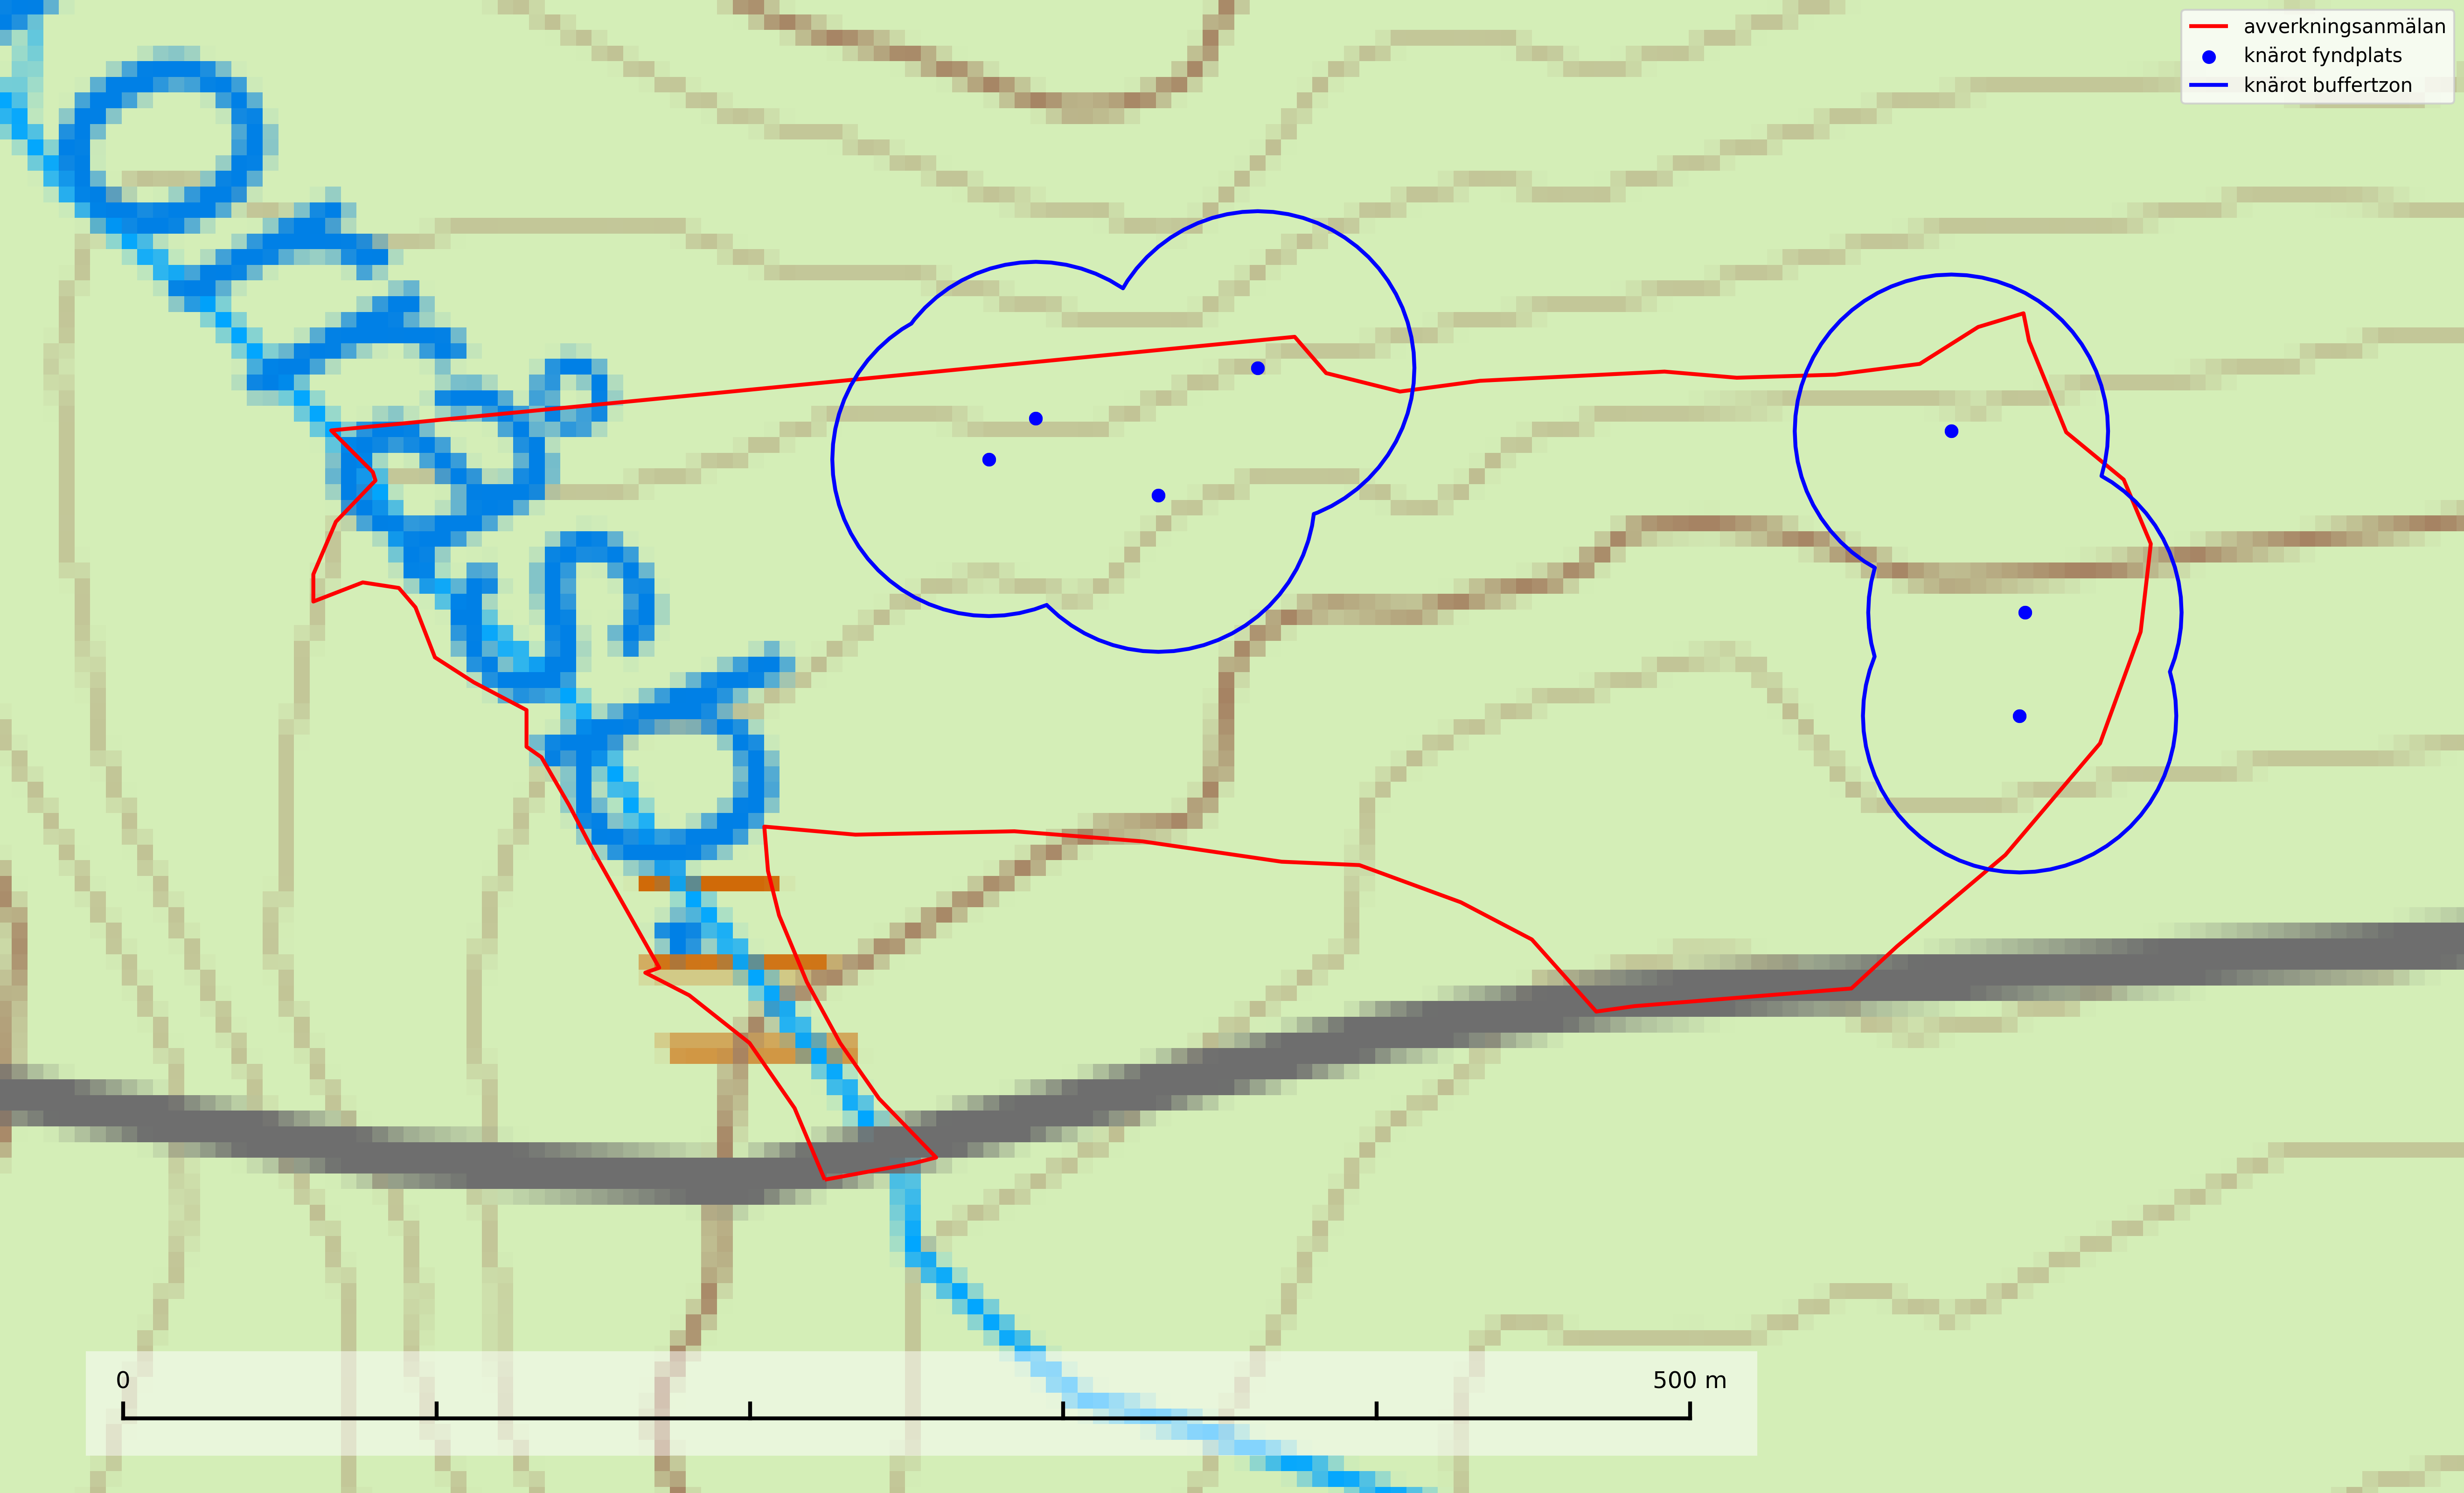 avverkningsanmälan
knärot fyndplats
knärot buffertzon
0
500 m